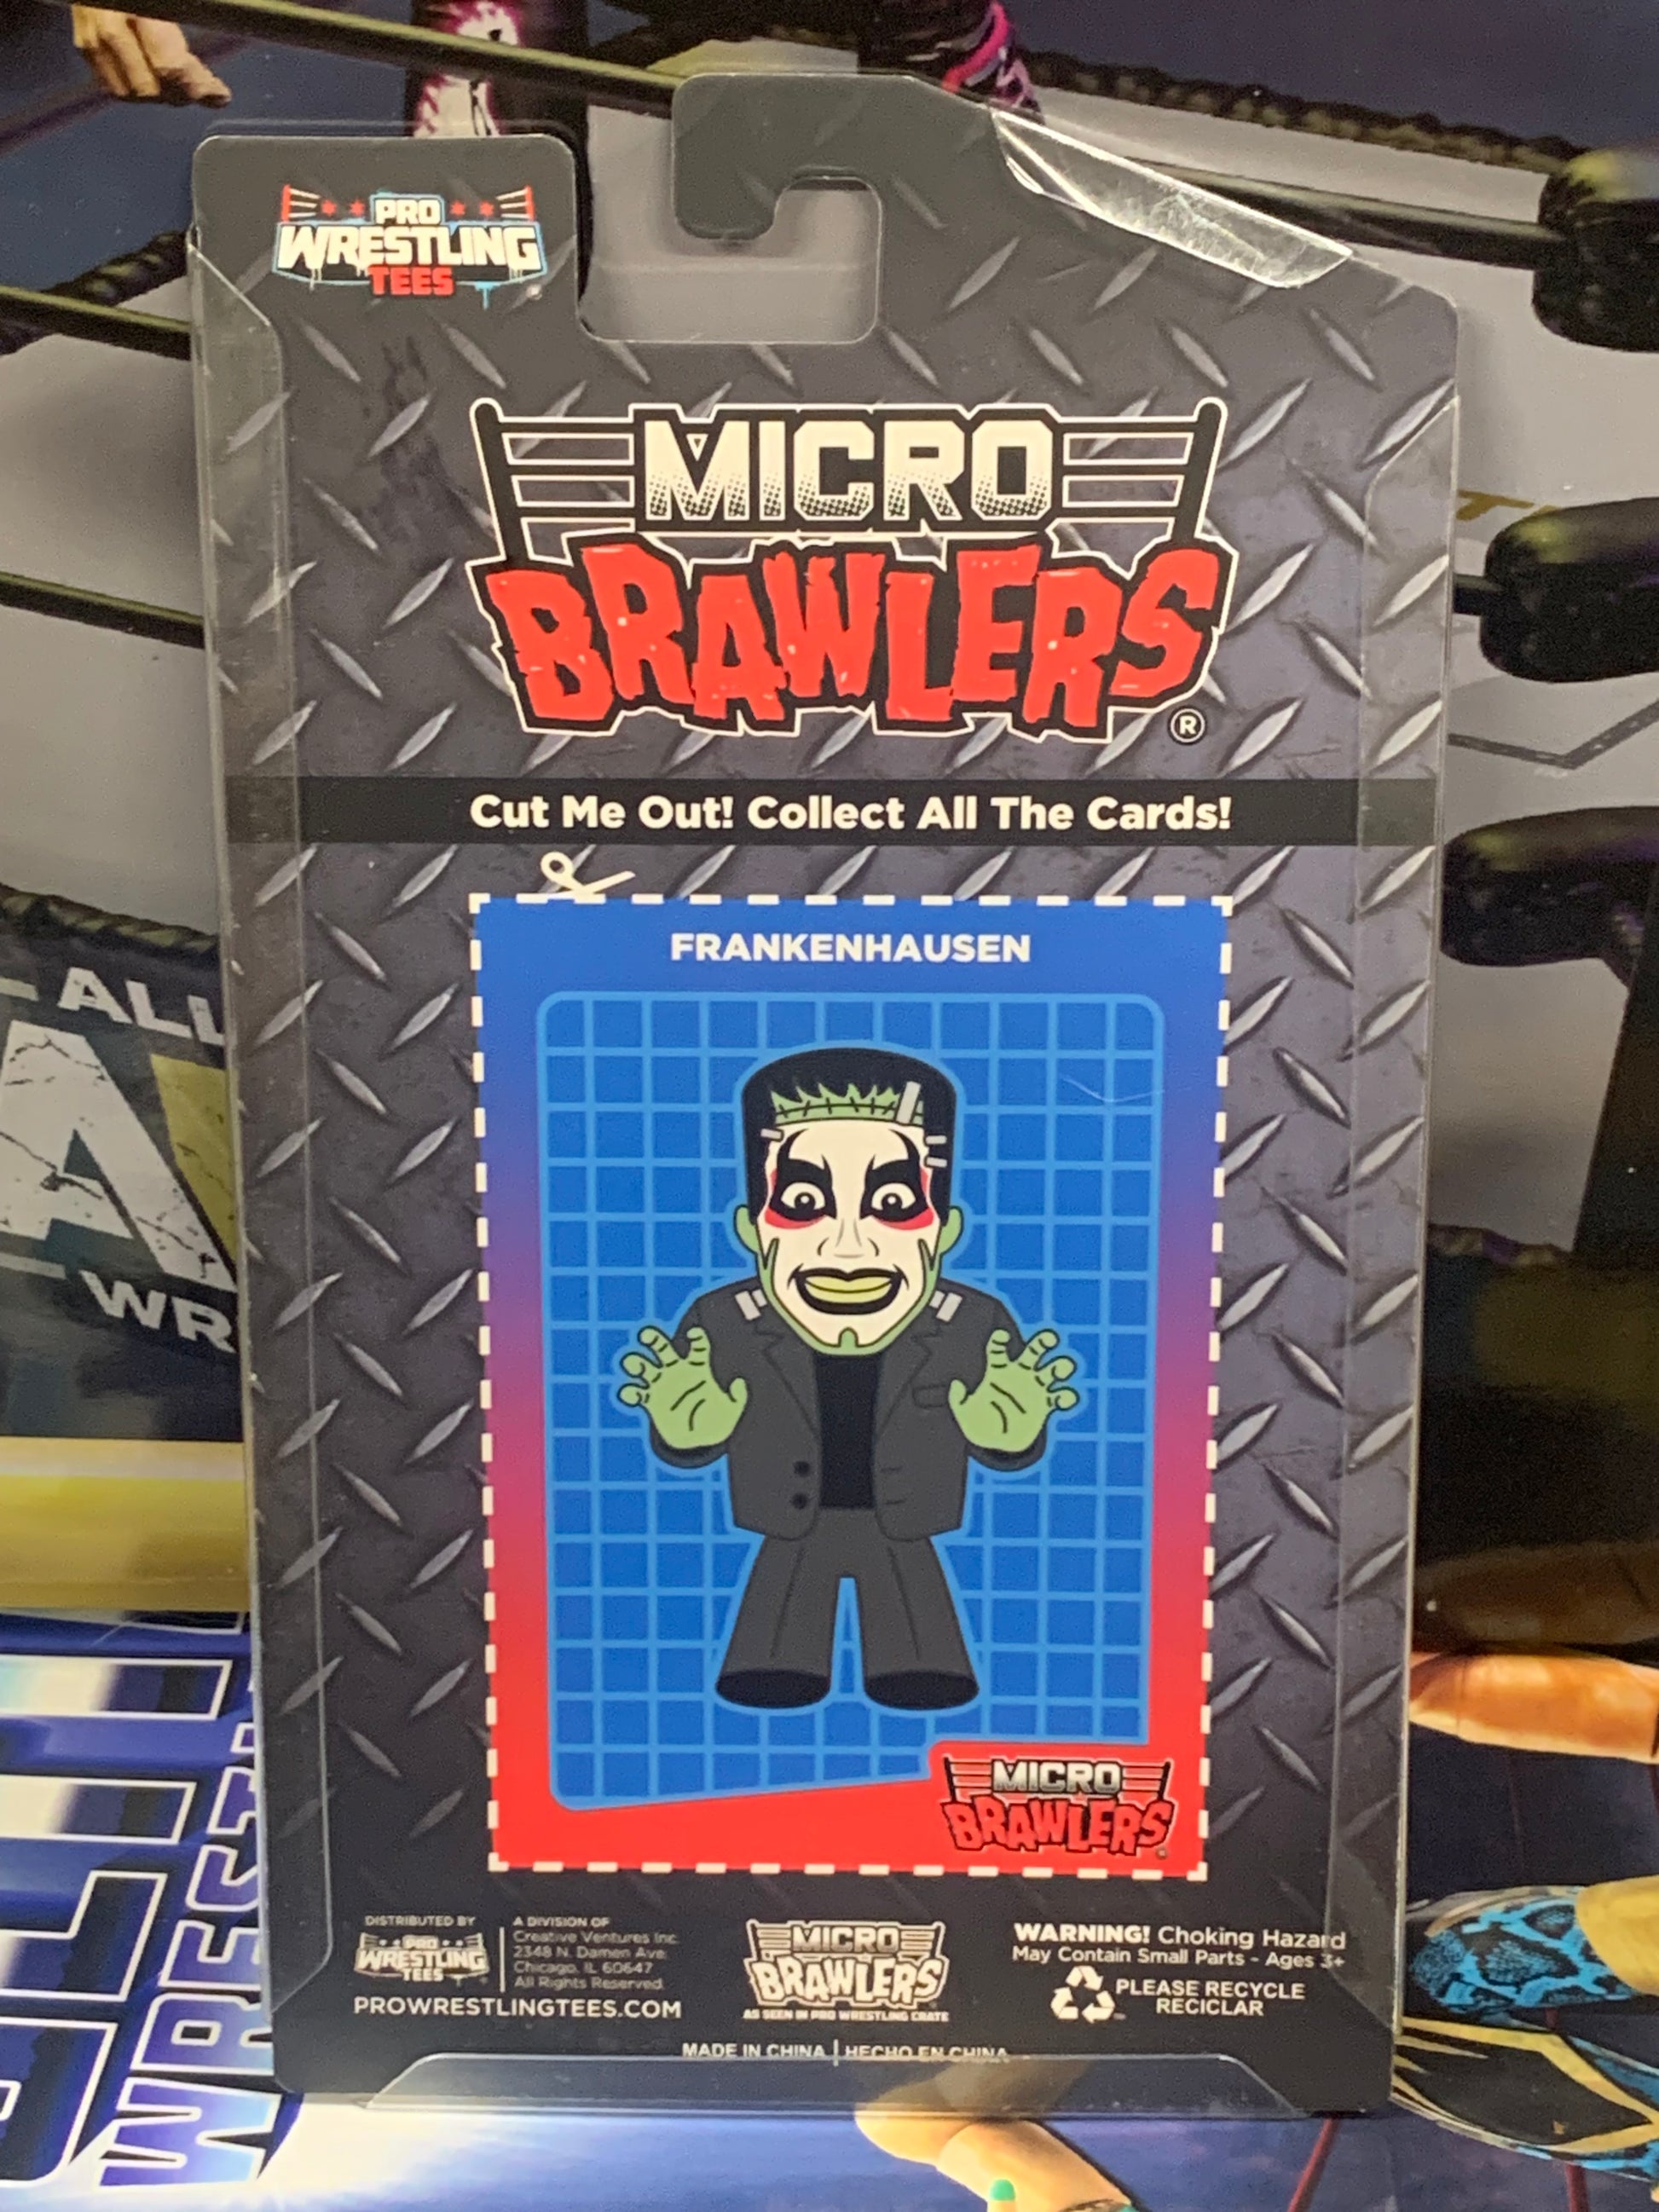 PRO
WRESTLING
TEES
MICRO
BRAWLERS
®
Cut Me Out! Collect All The Cards!
FRANKENHAUSEN
MICRO
BRAWLERS
DISTRIBUTED BY
PRO
WRESTLING
TEES
A DIVISION OF
Creative Ventures Inc.
2348 N. Damen Ave.
Chicago, IL 60647
All Rights Reserved.
PROWRESTLINGTEES.COM
MICRO
BRAWLERS
AS SEEN IN PRO WRESTLING CRATE
WARNING! Choking Hazard
May Contain Small Parts - Ages 3+
PLEASE RECYCLE
RECICLAR
MADE IN CHINA | HECHO EN CHINA
ALL
WR